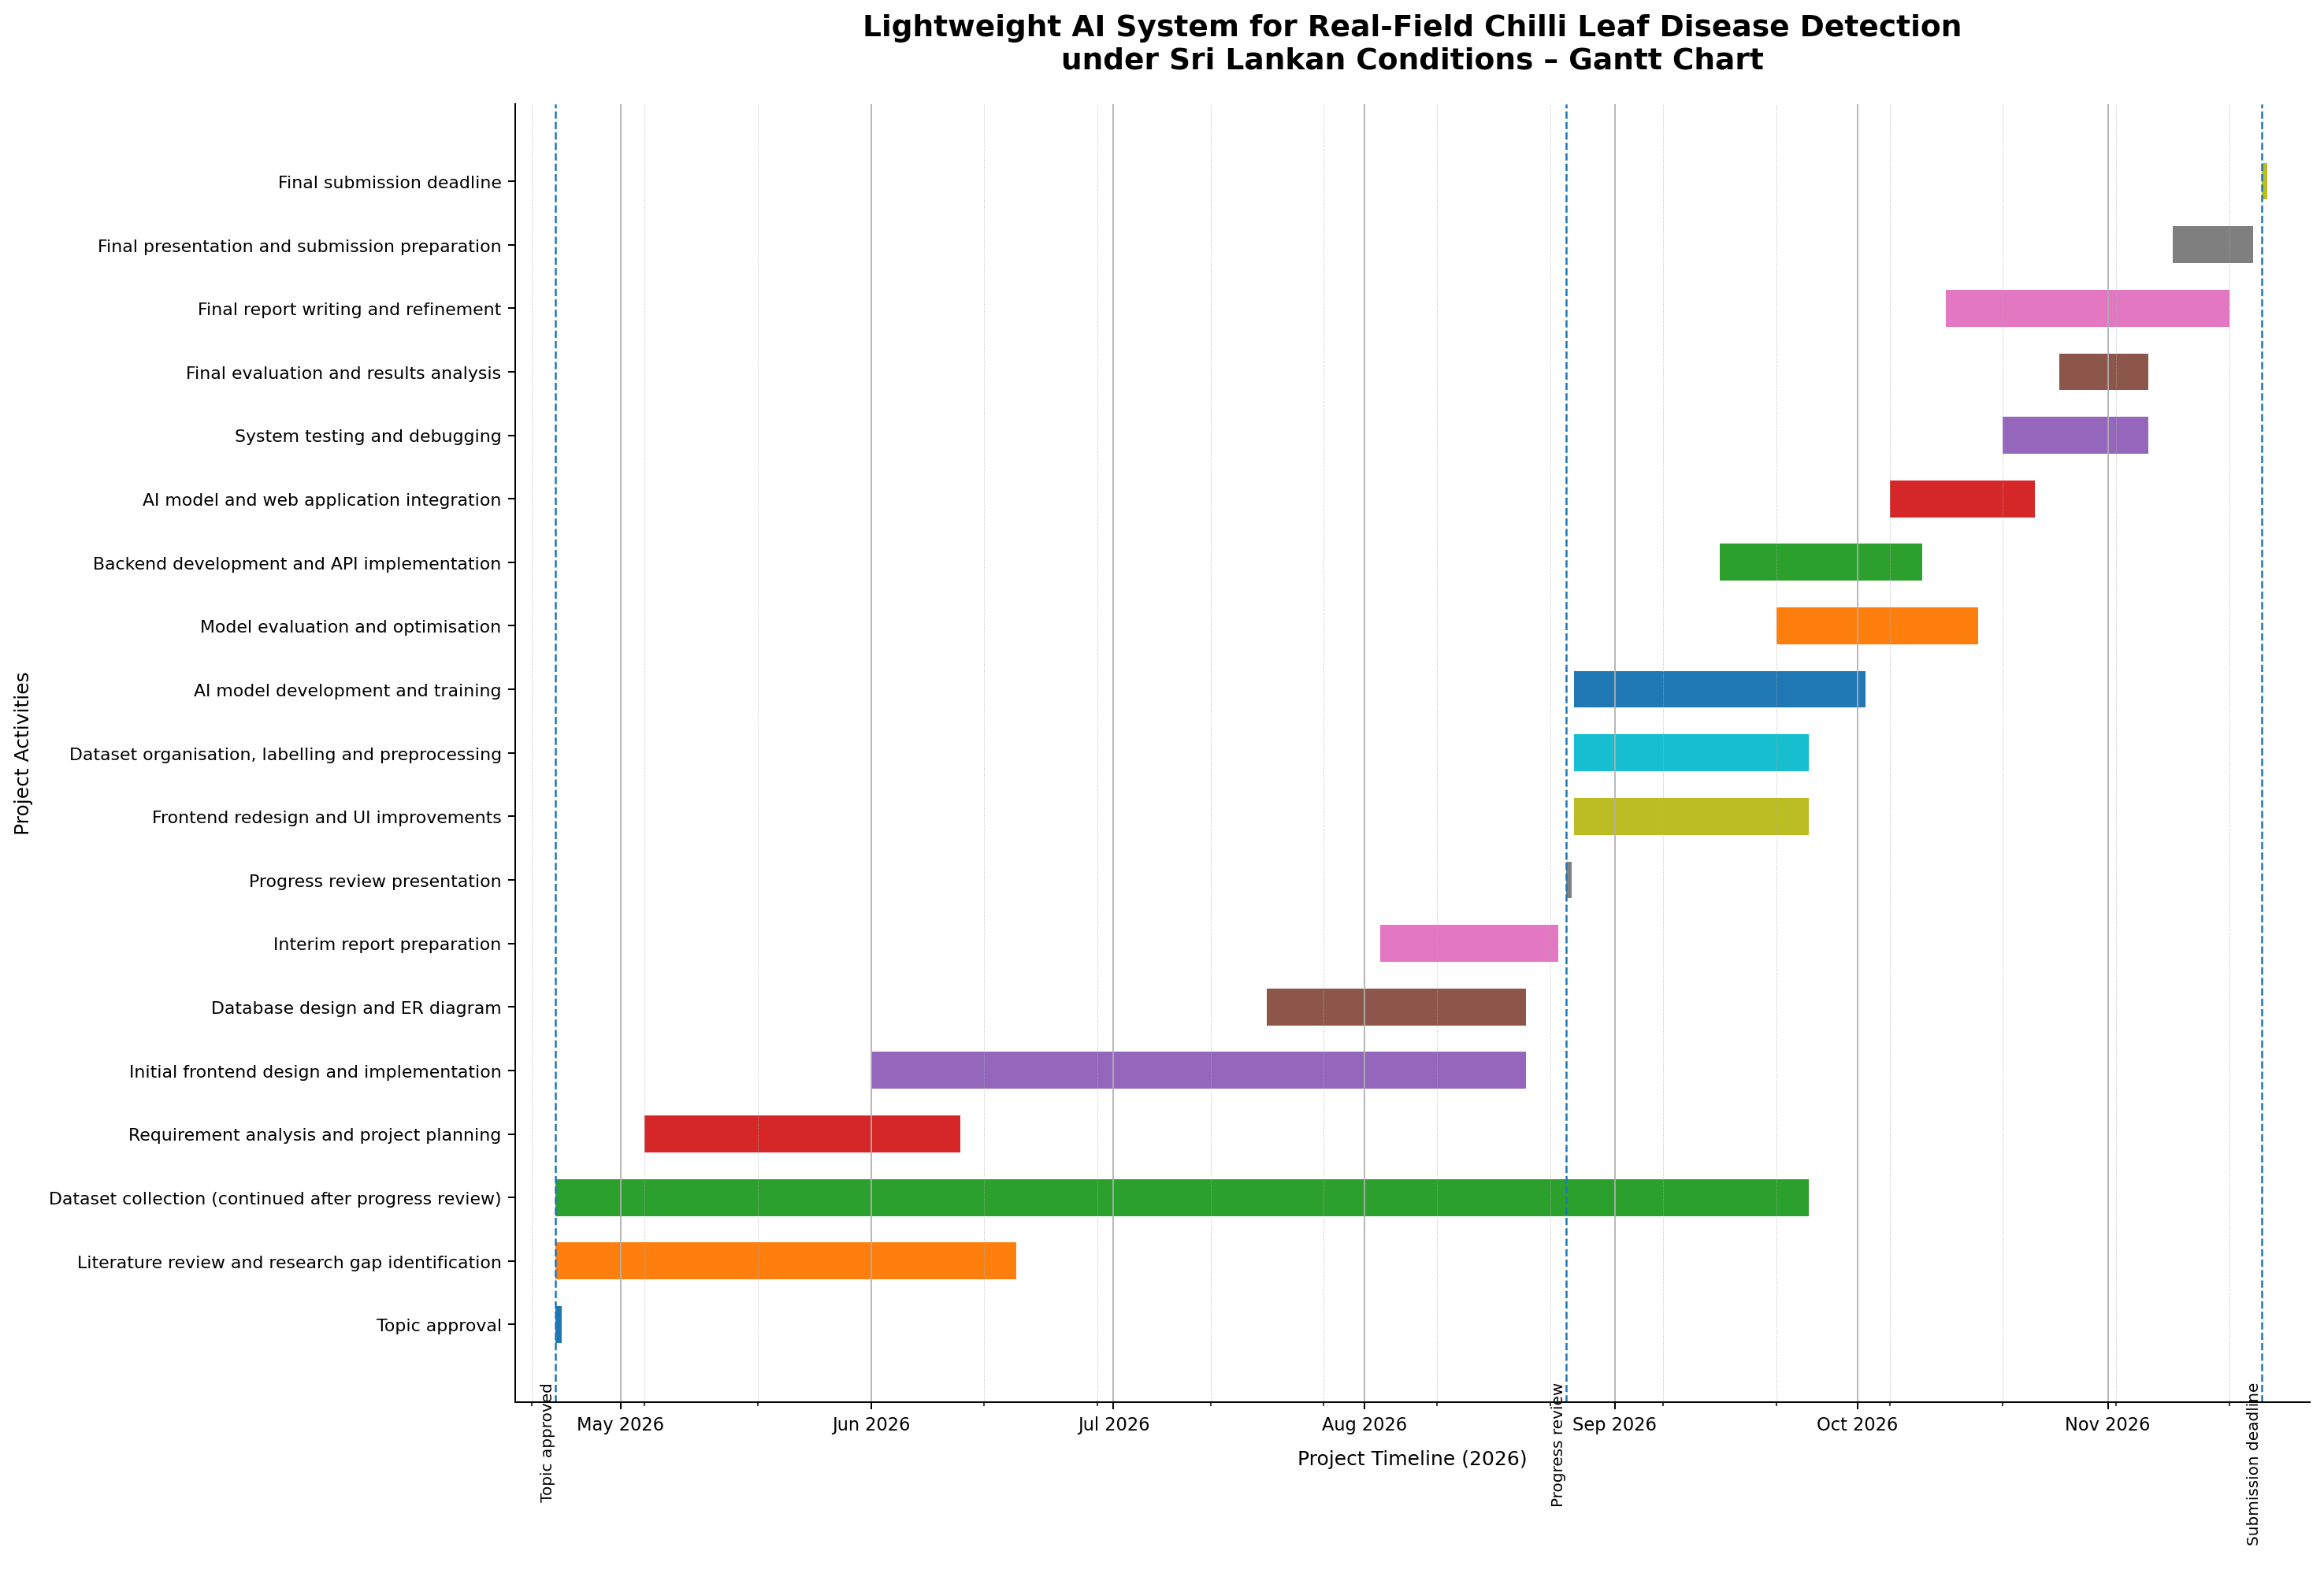 Lightweight AI System for Real-Field Chilli Leaf Disease Detection
under Sri Lankan Conditions – Gantt Chart
Project Activities
Final submission deadline
Final presentation and submission preparation
Final report writing and refinement
Final evaluation and results analysis
System testing and debugging
AI model and web application integration
Backend development and API implementation
Model evaluation and optimisation
AI model development and training
Dataset organisation, labelling and preprocessing
Frontend redesign and UI improvements
Progress review presentation
Interim report preparation
Database design and ER diagram
Initial frontend design and implementation
Requirement analysis and project planning
Dataset collection (continued after progress review)
Literature review and research gap identification
Topic approval
Topic approved
Progress review
Submission deadline
May 2026
Jun 2026
Jul 2026
Aug 2026
Sep 2026
Oct 2026
Nov 2026
Project Timeline (2026)